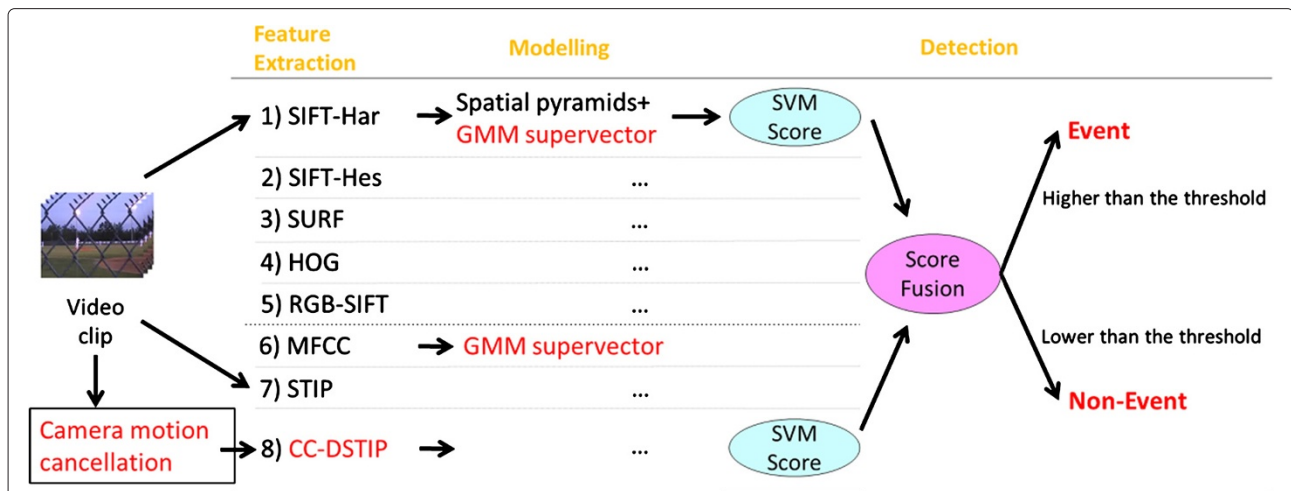 Feature
Extraction
Modelling
Detection
1) SIFT-Har
Spatial pyramids+
GMM supervector
SVM
Score
2) SIFT-Hes
...
3) SURF
...
4) HOG
...
5) RGB-SIFT
...
6) MFCC
GMM supervector
7) STIP
...
8) CC-DSTIP
...
SVM
Score
Video
clip
Camera motion
cancellation
Score
Fusion
Event
Higher than the threshold
Lower than the threshold
Non-Event